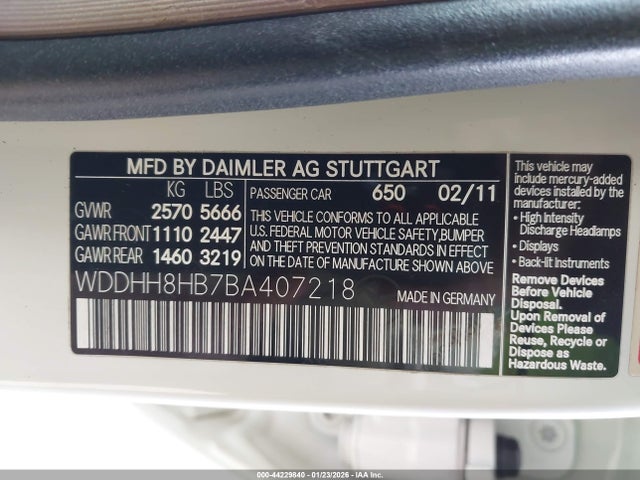 MFD BY DAIMLER AG STUTTGART
KG LBS
GVWR 2570 5666
GAWR FRONT 1110 2447
GAWR REAR 1460 3219
PASSENGER CAR 650 02/11
THIS VEHICLE CONFORMS TO ALL APPLICABLE
U.S. FEDERAL MOTOR VEHICLE SAFETY,BUMPER
AND THEFT PREVENTION STANDARDS IN EFFECT
ON THE DATE OF MANUFACTURE SHOWN ABOVE.
WDDHH8HB7BA407218
MADE IN GERMANY
This vehicle may
include mercury-added
devices installed by the
manufacturer:
• High Intensity
Discharge Headlamps
• Displays
• Back-lit Instruments
Remove Devices
Before Vehicle
Disposal.
Upon Removal of
Devices Please
Reuse, Recycle or
Dispose as
Hazardous Waste.
000-44229840 - 01/23/2026 - IAA Inc.